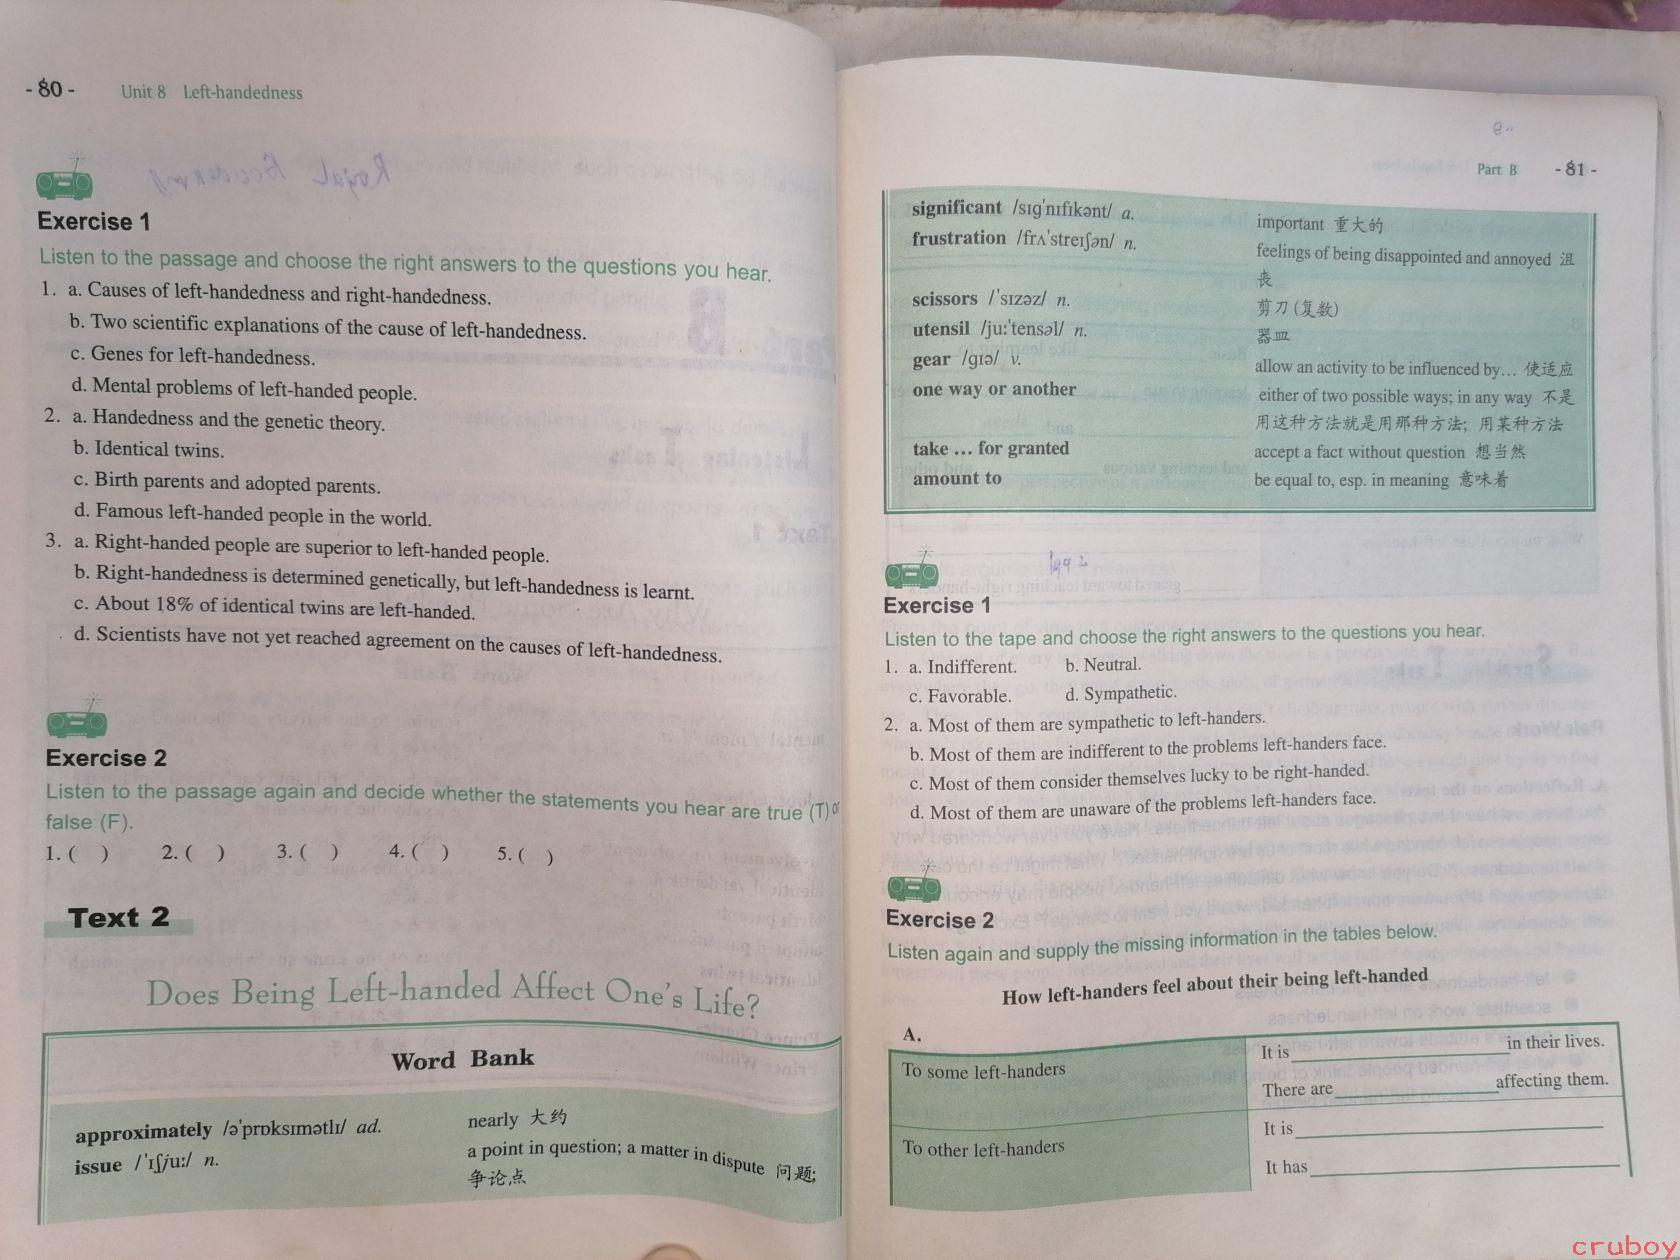 - 80 -
Unit 8 Left-handedness
Exercise 1
Listen to the passage and choose the right answers to the questions you hear.
1. a. Causes of left-handedness and right-handedness.
b. Two scientific explanations of the cause of left-handedness.
c. Genes for left-handedness.
d. Mental problems of left-handed people.
2. a. Handedness and the genetic theory.
b. Identical twins.
c. Birth parents and adopted parents.
d. Famous left-handed people in the world.
3. a. Right-handed people are superior to left-handed people.
b. Right-handedness is determined genetically, but left-handedness is learnt.
c. About 18% of identical twins are left-handed.
d. Scientists have not yet reached agreement on the causes of left-handedness.
Exercise 2
Listen to the passage again and decide whether the statements you hear are true (T) or
false (F).
1. ( ) 2. ( ) 3. ( ) 4. ( ) 5. ( )
Text 2
Does Being Left-handed Affect One's Life?
Word Bank
approximately /ə'prɒksɪmətlɪ/ ad. nearly 大约
issue /'ɪʃju:/ n. a point in question; a matter in dispute 问题;
争论点
Part B - 81 -
significant /sɪg'nɪfɪkənt/ a. important 重大的
frustration /frʌ'streɪʃən/ n. feelings of being disappointed and annoyed 沮
丧
scissors /'sɪzəz/ n. 剪刀(复数)
utensil /ju:'tensəl/ n. 器皿
gear /gɪə/ v. allow an activity to be influenced by... 使适应
one way or another either of two possible ways; in any way 不是
用这种方法就是用那种方法; 用某种方法
take ... for granted accept a fact without question 想当然
amount to be equal to, esp. in meaning 意味着
1992
Exercise 1
Listen to the tape and choose the right answers to the questions you hear.
1. a. Indifferent. b. Neutral.
c. Favorable. d. Sympathetic.
2. a. Most of them are sympathetic to left-handers.
b. Most of them are indifferent to the problems left-handers face.
c. Most of them consider themselves lucky to be right-handed.
d. Most of them are unaware of the problems left-handers face.
Exercise 2
Listen again and supply the missing information in the tables below.
How left-handers feel about their being left-handed
A.
To some left-handers It is ____ in their lives.
There are ____ affecting them.
To other left-handers It is ____
It has ____
cruboy